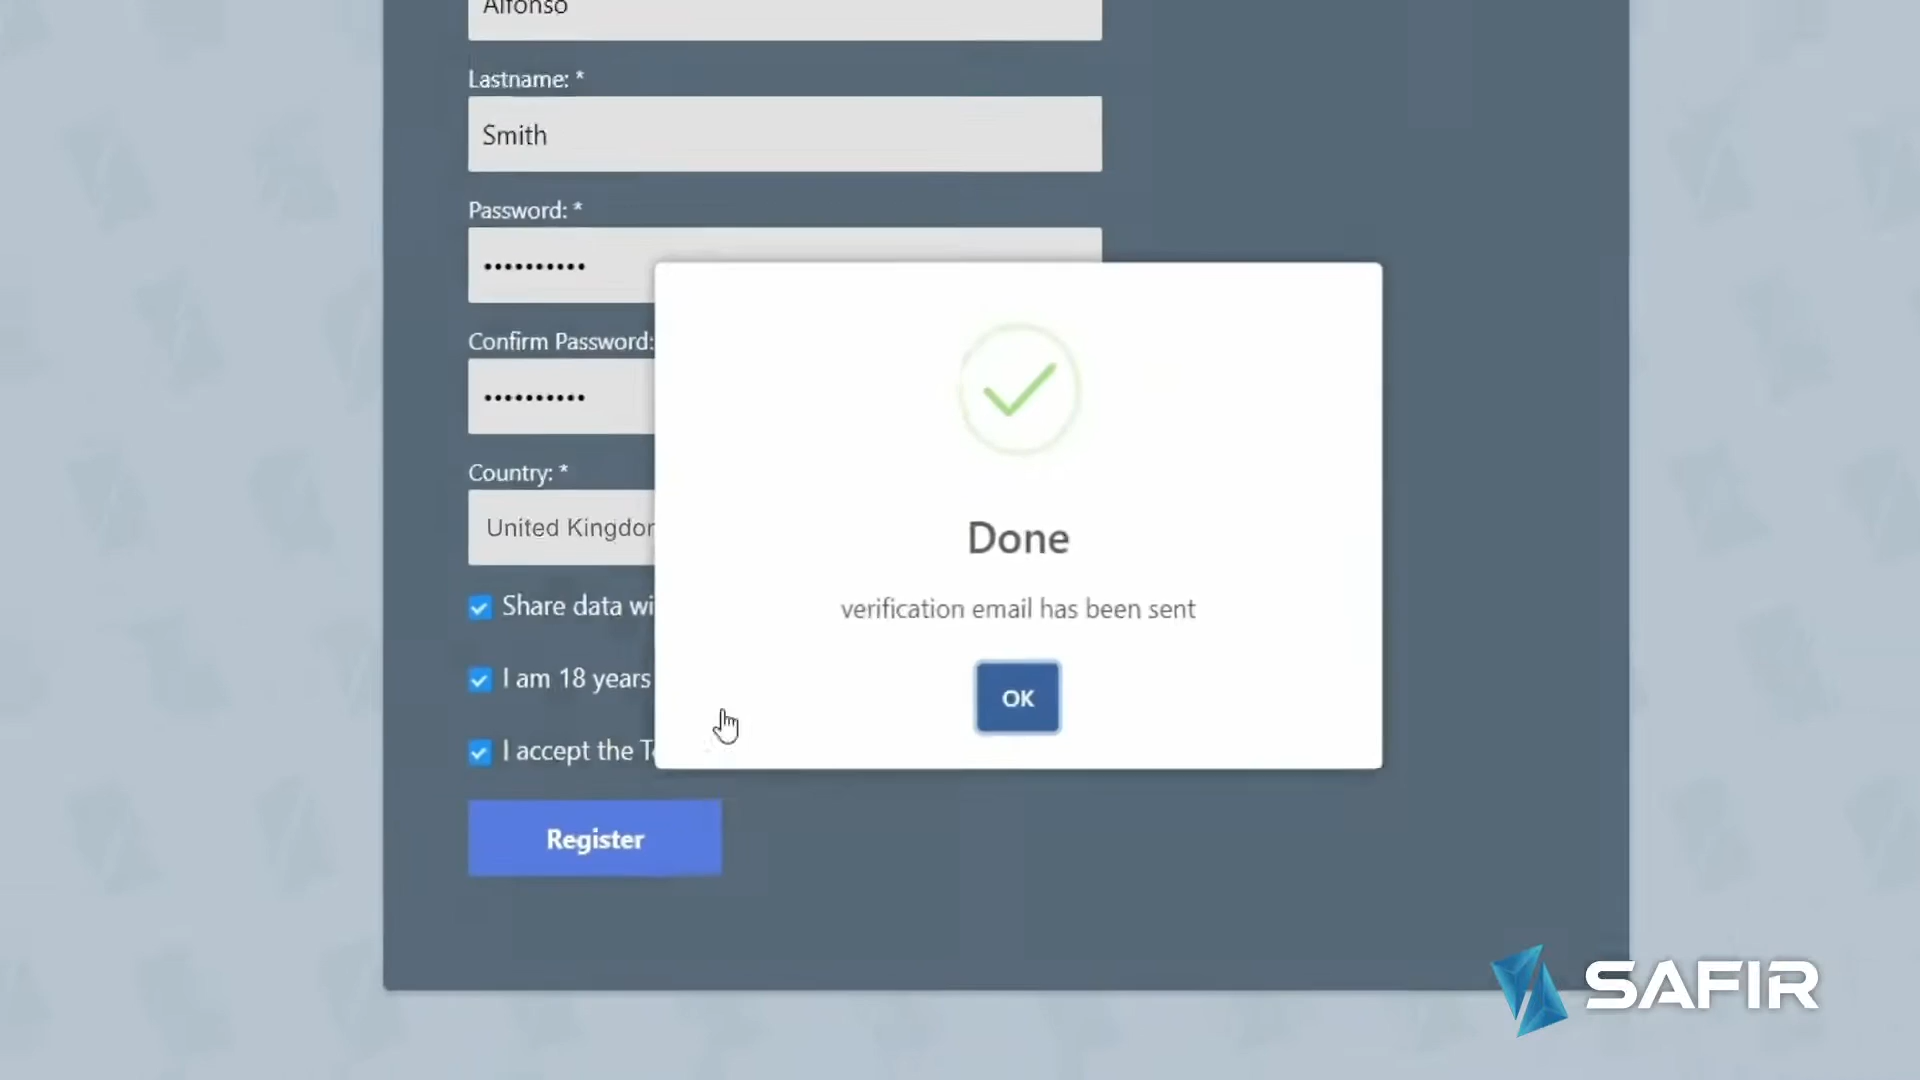 Alfonso
Lastname: *
Smith
Password: *
••••••••••
Confirm Password:
••••••••••
Country: *
United Kingdo
Share data wi
I am 18 years
I accept the T
Register
Done
verification email has been sent
OK
SAFIR